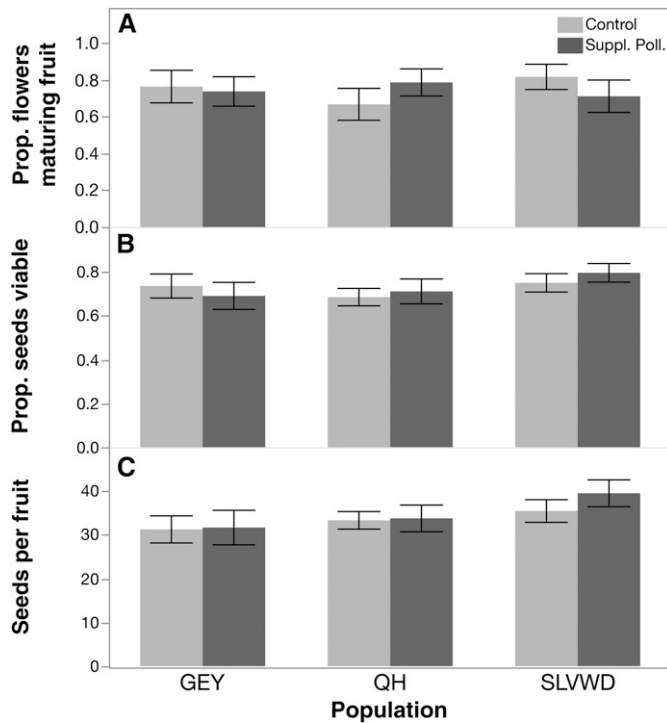 A
Control
Suppl. Poll.
Prop. flowers
maturing fruit
1.0
0.8
0.6
0.4
0.2
0.0
B
Prop. seeds viable
0.8
0.6
0.4
0.2
0.0
C
Seeds per fruit
40
30
20
10
0
GEY QH SLVWD
Population